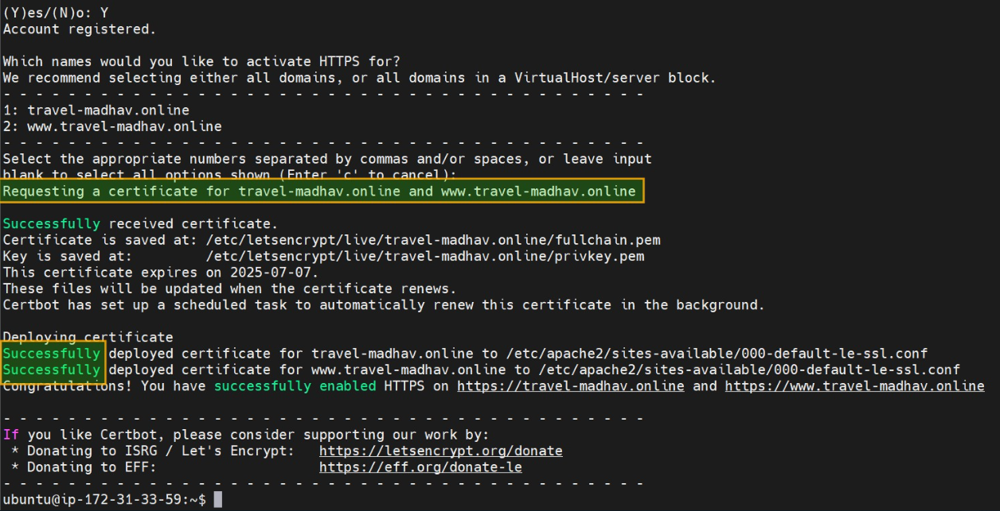 (Y)es/(N)o: Y
Account registered.
Which names would you like to activate HTTPS for?
We recommend selecting either all domains, or all domains in a VirtualHost/server block.
- - - - - - - - - - - - - - - - - - - - - - - - - - - - - - - - - - - - - - - -
1: travel-madhav.online
2: www.travel-madhav.online
- - - - - - - - - - - - - - - - - - - - - - - - - - - - - - - - - - - - - - - -
Select the appropriate numbers separated by commas and/or spaces, or leave input
blank to select all options shown (Enter 'c' to cancel):
Requesting a certificate for travel-madhav.online and www.travel-madhav.online
Successfully received certificate.
Certificate is saved at: /etc/letsencrypt/live/travel-madhav.online/fullchain.pem
Key is saved at:         /etc/letsencrypt/live/travel-madhav.online/privkey.pem
This certificate expires on 2025-07-07.
These files will be updated when the certificate renews.
Certbot has set up a scheduled task to automatically renew this certificate in the background.
Deploying certificate
Successfully deployed certificate for travel-madhav.online to /etc/apache2/sites-available/000-default-le-ssl.conf
Successfully deployed certificate for www.travel-madhav.online to /etc/apache2/sites-available/000-default-le-ssl.conf
Congratulations! You have successfully enabled HTTPS on https://travel-madhav.online and https://www.travel-madhav.online
- - - - - - - - - - - - - - - - - - - - - - - - - - - - - - - - - - - - - - - -
If you like Certbot, please consider supporting our work by:
 * Donating to ISRG / Let's Encrypt:   https://letsencrypt.org/donate
 * Donating to EFF:                    https://eff.org/donate-le
- - - - - - - - - - - - - - - - - - - - - - - - - - - - - - - - - - - - - - - -
ubuntu@ip-172-31-33-59:~$